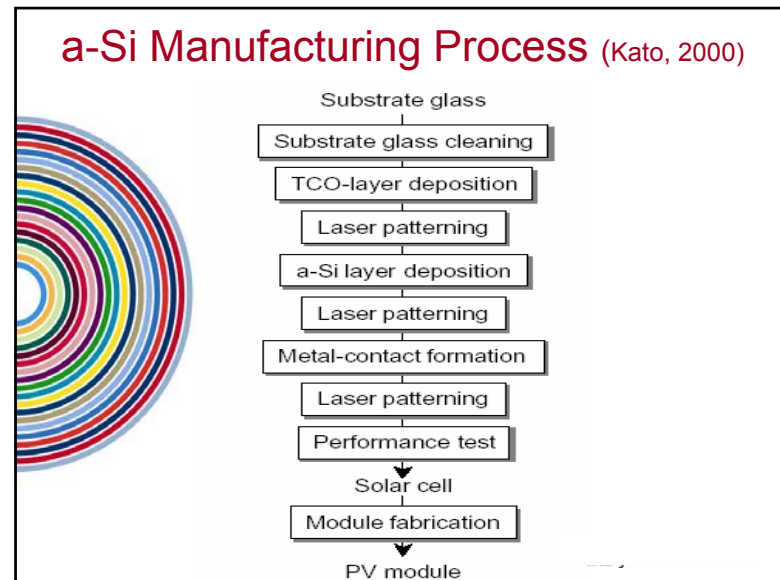 a-Si Manufacturing Process (Kato, 2000)
Substrate glass
Substrate glass cleaning
TCO-layer deposition
Laser patterning
a-Si layer deposition
Laser patterning
Metal-contact formation
Laser patterning
Performance test
Solar cell
Module fabrication
PV module